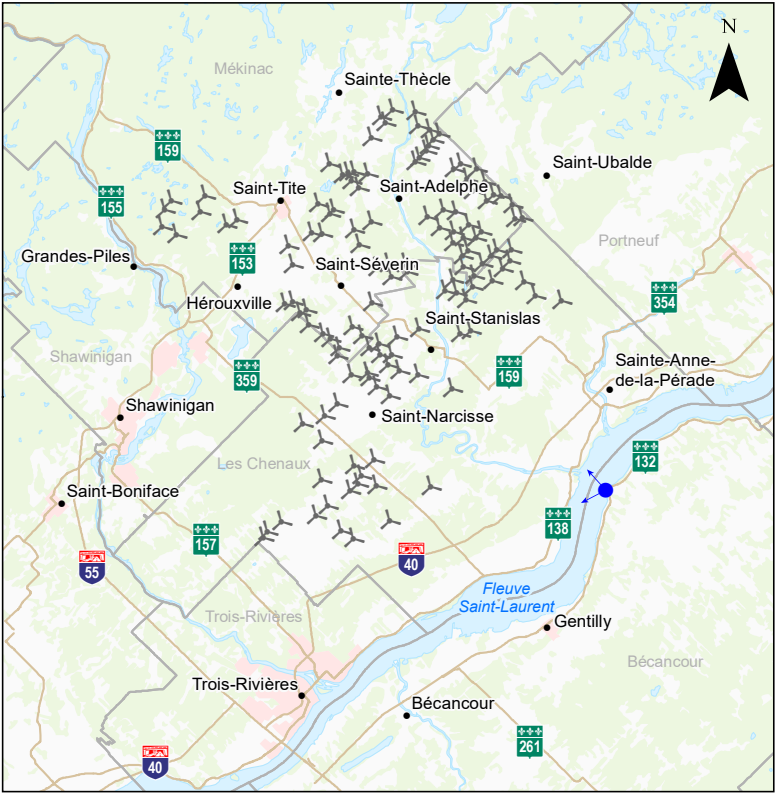 N
Mékinac
Sainte-Thècle
159
Saint-Ubalde
Saint-Tite
Saint-Adelphe
155
Portneuf
Grandes-Piles
153
Saint-Séverin
354
Hérouxville
Saint-Stanislas
Shawinigan
359
159
Sainte-Anne-
de-la-Pérade
Shawinigan
Saint-Narcisse
132
Les Chenaux
Saint-Boniface
138
157
40
55
Fleuve
Saint-Laurent
Trois-Rivières
Gentilly
Bécancour
Trois-Rivières
Bécancour
261
40